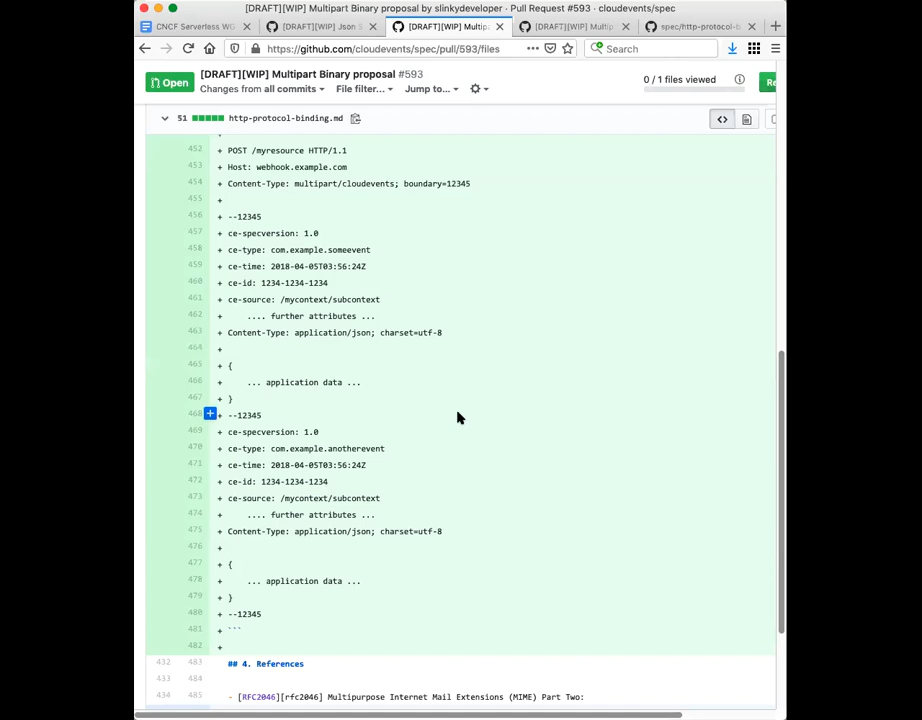 [DRAFT][WIP] Multipart Binary proposal by slinkydeveloper · Pull Request #593 · cloudevents/spec
CNCF Serverless WG
[DRAFT][WIP] Json S
[DRAFT][WIP] Multip
[DRAFT][WIP] Multip
spec/http-protocol-b
https://github.com/cloudevents/spec/pull/593/files
Search
Open
[DRAFT][WIP] Multipart Binary proposal #593
Changes from all commits
File filter...
Jump to...
0 / 1 files viewed
Re
51
http-protocol-binding.md
452 + POST /myresource HTTP/1.1
453 + Host: webhook.example.com
454 + Content-Type: multipart/cloudevents; boundary=12345
455 +
456 + --12345
457 + ce-specversion: 1.0
458 + ce-type: com.example.someevent
459 + ce-time: 2018-04-05T03:56:24Z
460 + ce-id: 1234-1234-1234
461 + ce-source: /mycontext/subcontext
462 + .... further attributes ...
463 + Content-Type: application/json; charset=utf-8
464 +
465 + {
466 + ... application data ...
467 + }
468 + --12345
469 + ce-specversion: 1.0
470 + ce-type: com.example.anotherevent
471 + ce-time: 2018-04-05T03:56:24Z
472 + ce-id: 1234-1234-1234
473 + ce-source: /mycontext/subcontext
474 + .... further attributes ...
475 + Content-Type: application/json; charset=utf-8
476 +
477 + {
478 + ... application data ...
479 + }
480 + --12345
481 + ```
482 +
432 483 ## 4. References
433 484
434 485 - [RFC2046][rfc2046] Multipurpose Internet Mail Extensions (MIME) Part Two: